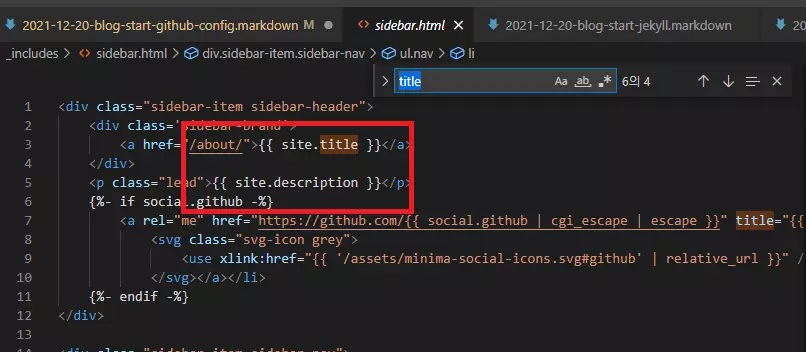 2021-12-20-blog-start-github-config.markdown M
sidebar.html
2021-12-20-blog-start-jekyll.markdown
20
_includes > sidebar.html > div.sidebar-item.sidebar-nav > ul.nav > li
title
Aa ab .* 6의 4
1 <div class="sidebar-item sidebar-header">
2 <div class="sidebar-brand">
3 <a href="/about/">{{ site.title }}</a>
4 </div>
5 <p class="lead">{{ site.description }}</p>
6 {%- if social.github -%}
7 <a rel="me" href="https://github.com/{{ social.github | cgi_escape | escape }}" title="{{
8 <svg class="svg-icon grey">
9 <use xlink:href="{{ '/assets/minima-social-icons.svg#github' | relative_url }}" /
10 </svg></a></li>
11 {%- endif -%}
12 </div>
13